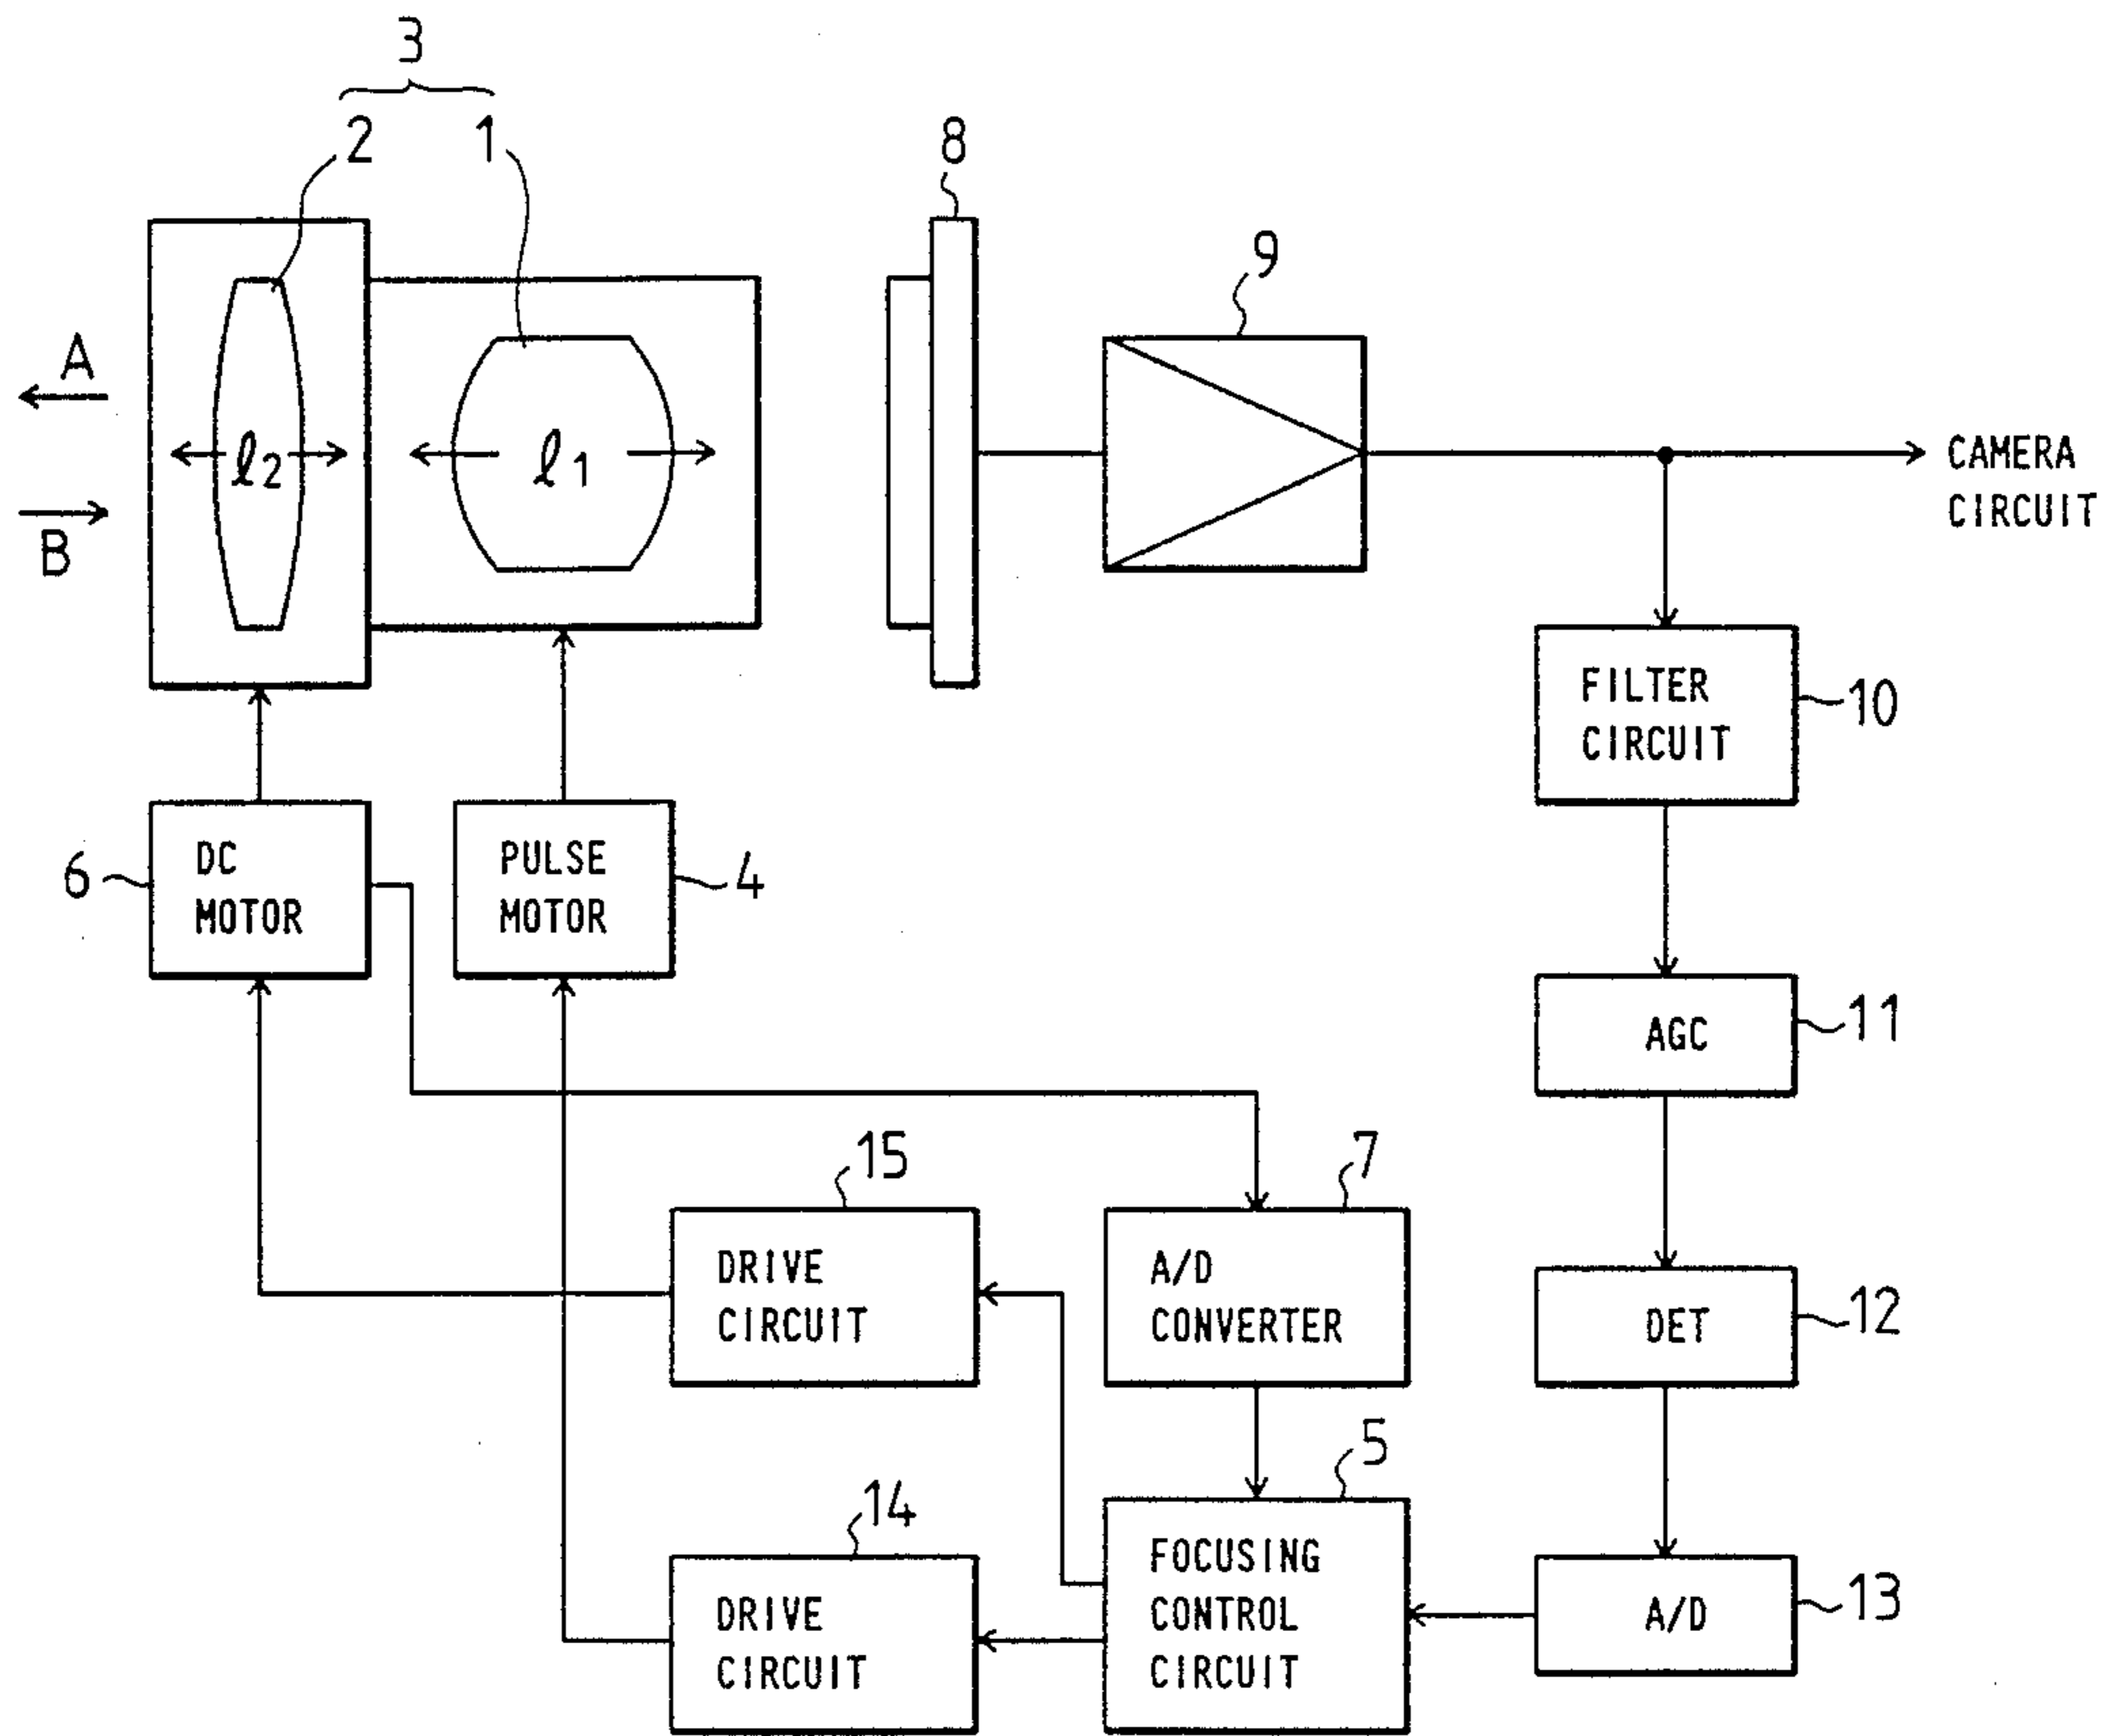 3
2 1
8
9
A
ℓ2
ℓ1
B
CAMERA
CIRCUIT
FILTER
CIRCUIT
10
6
DC
MOTOR
PULSE
MOTOR
4
AGC
11
15
7
DRIVE
CIRCUIT
A/D
CONVERTER
DET
12
5
14
DRIVE
CIRCUIT
FOCUSING
CONTROL
CIRCUIT
A/D
13